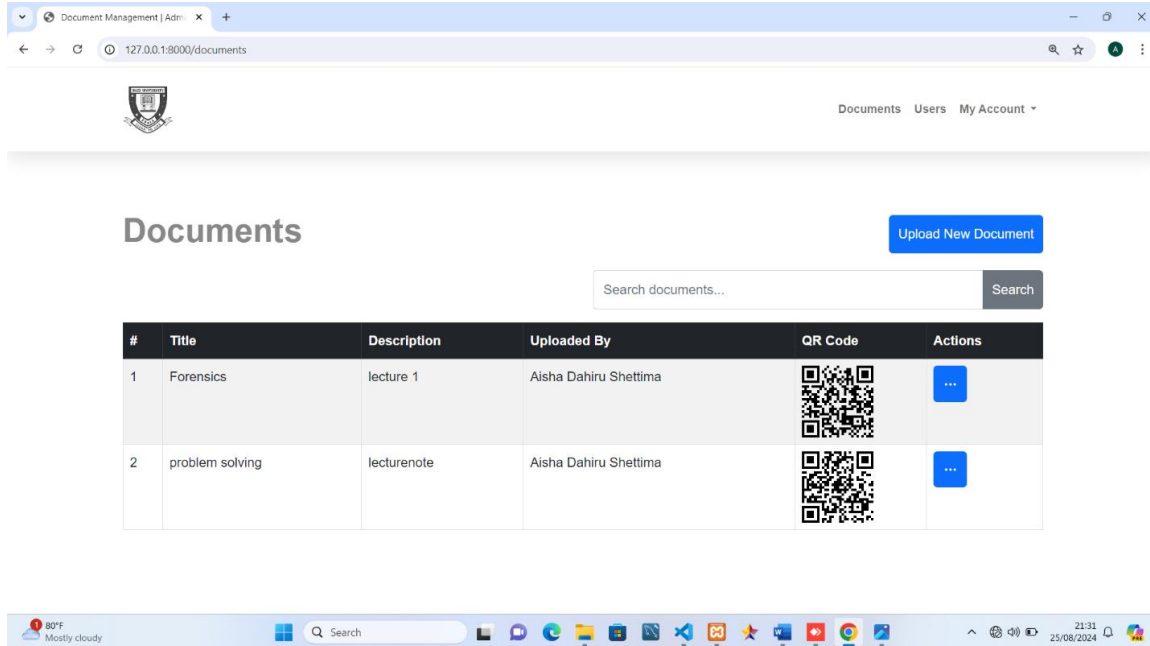 Document Management | Adm
127.0.0.1:8000/documents
A
Documents Users My Account
Documents
Upload New Document
Search documents... Search
# Title Description Uploaded By QR Code Actions
1 Forensics lecture 1 Aisha Dahiru Shettima ...
2 problem solving lecturenote Aisha Dahiru Shettima ...
1 80°F
Mostly cloudy
Search
21:31
25/08/2024